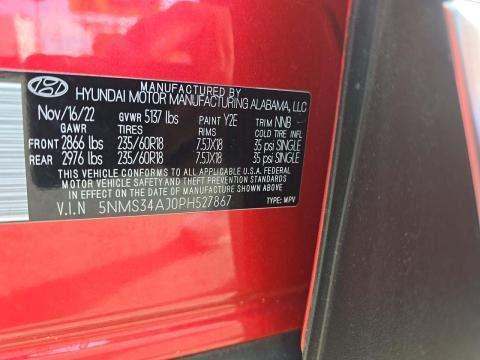 MANUFACTURED BY
HYUNDAI MOTOR MANUFACTURING ALABAMA, LLC
Nov/16/22 GVWR 5137 lbs PAINT Y2E TRIM NNB
GAWR TIRES RIMS COLD TIRE INFL
FRONT 2866 lbs 235/60R18 7.5JX18 35 psi SINGLE
REAR 2976 lbs 235/60R18 7.5JX18 35 psi SINGLE
THIS VEHICLE CONFORMS TO ALL APPLICABLE U.S.A FEDERAL
MOTOR VEHICLE SAFETY AND THEFT PREVENTION STANDARDS
IN EFFECT ON THE DATE OF MANUFACTURE SHOWN ABOVE
V.I.N 5NMS34AJ0PH527867 TYPE: MPV